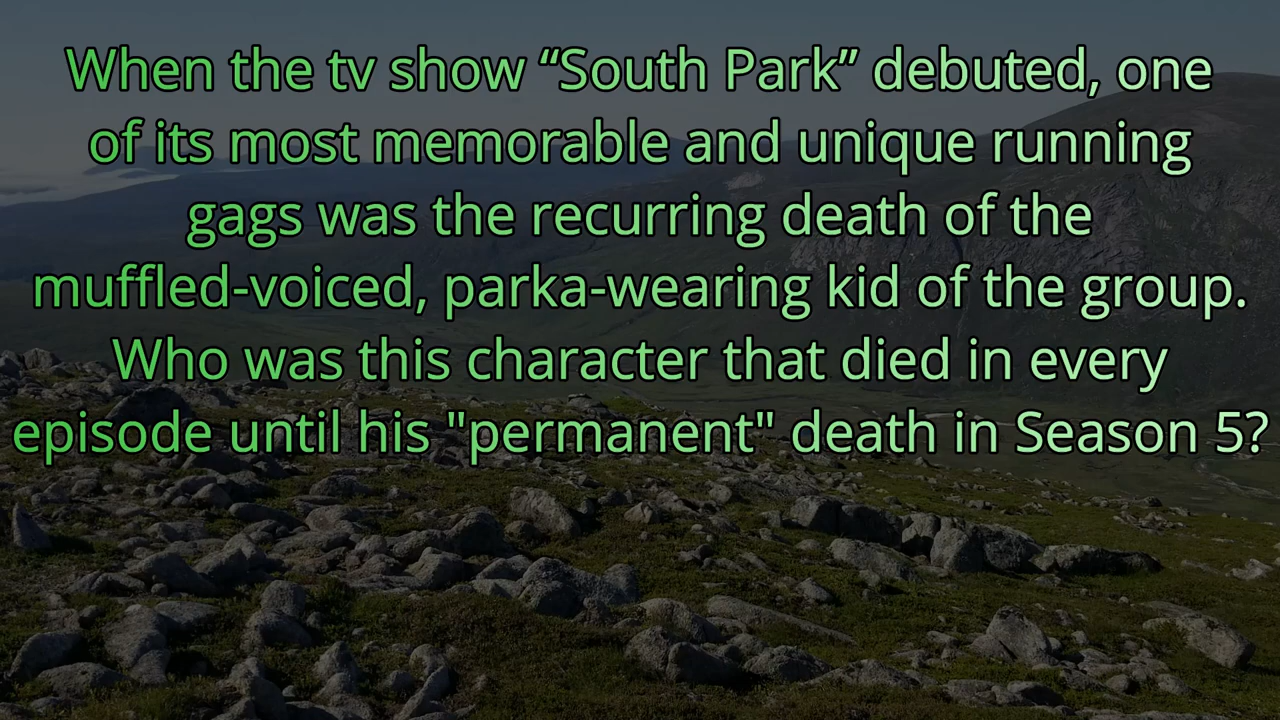 When the tv show “South Park” debuted, one
of its most memorable and unique running
gags was the recurring death of the
muffled-voiced, parka-wearing kid of the group.
Who was this character that died in every
episode until his "permanent" death in Season 5?